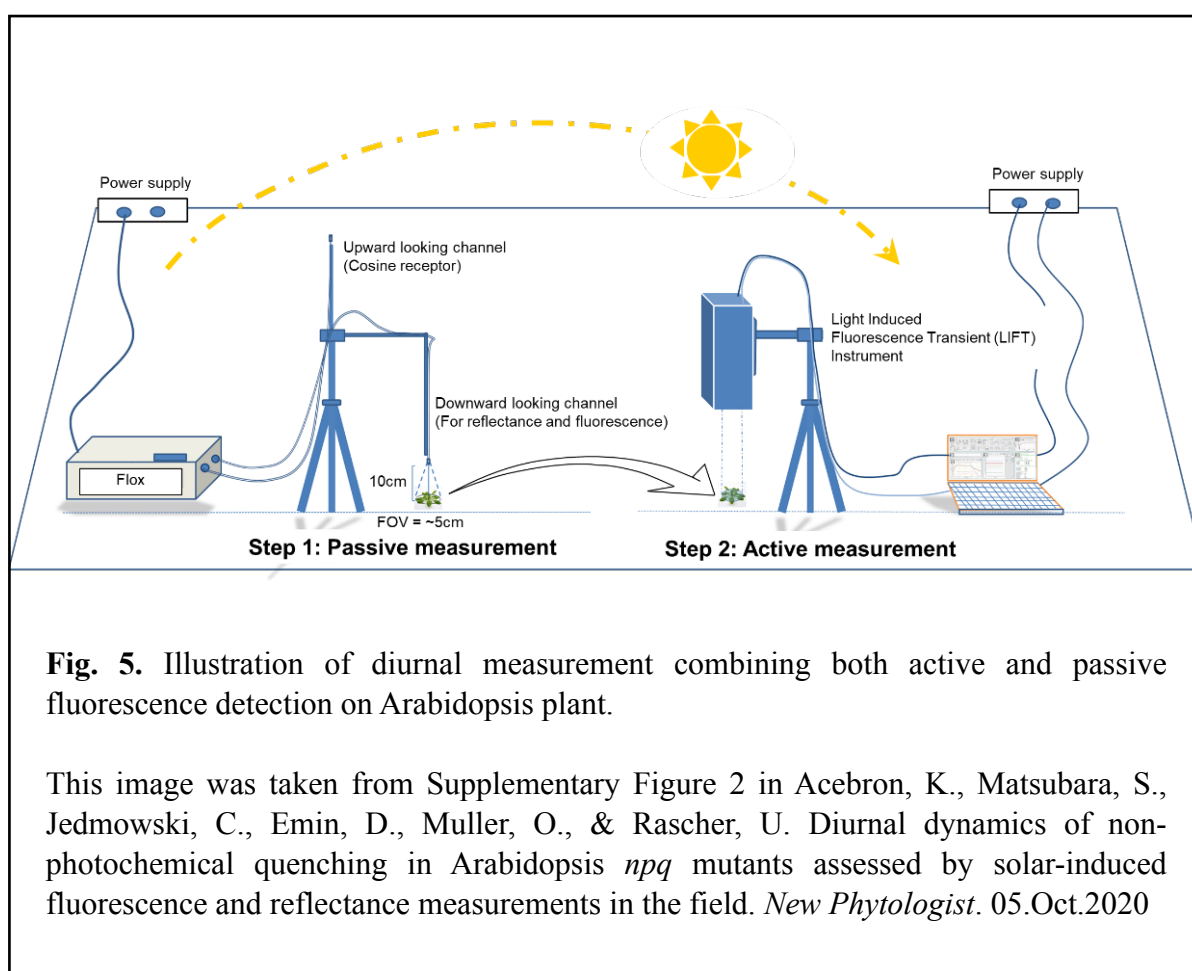 Power supply
Power supply
Upward looking channel
(Cosine receptor)
Light Induced
Fluorescence Transient (LIFT)
Instrument
Downward looking channel
(For reflectance and fluorescence)
Flox
10cm
FOV = ~5cm
Step 1: Passive measurement
Step 2: Active measurement
Fig. 5. Illustration of diurnal measurement combining both active and passive
fluorescence detection on Arabidopsis plant.
This image was taken from Supplementary Figure 2 in Acebron, K., Matsubara, S.,
Jedmowski, C., Emin, D., Muller, O., & Rascher, U. Diurnal dynamics of non-
photochemical quenching in Arabidopsis npq mutants assessed by solar-induced
fluorescence and reflectance measurements in the field. New Phytologist. 05.Oct.2020